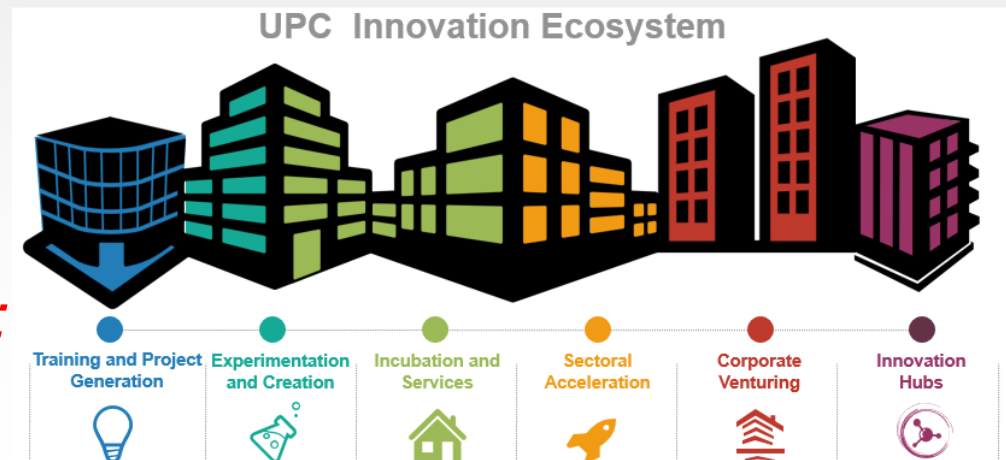 UPC Innovation Ecosystem
Training and Project
Generation
Experimentation
and Creation
Incubation and
Services
Sectoral
Acceleration
Corporate
Venturing
Innovation
Hubs